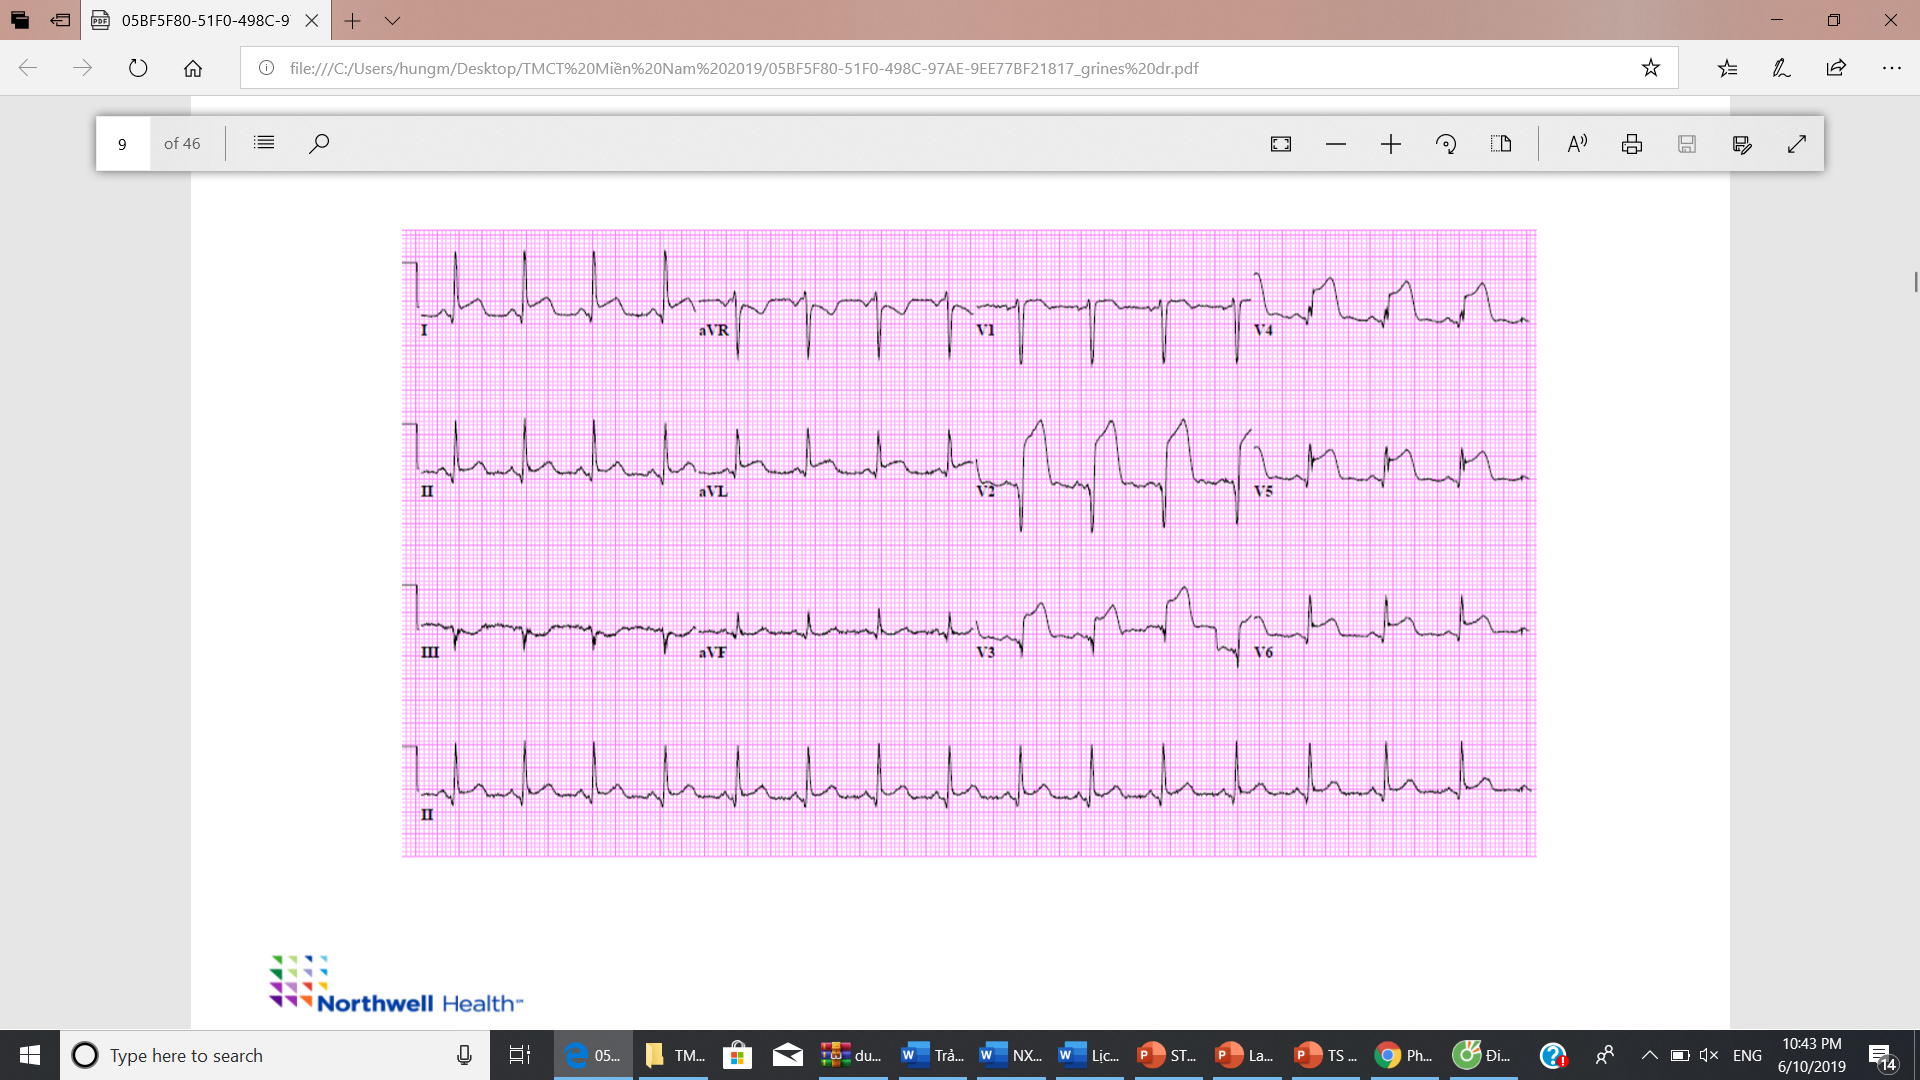 05BF5F80-51F0-498C-9
file:///C:/Users/hungm/Desktop/TMCT%20Miền%20Nam%202019/05BF5F80-51F0-498C-97AE-9EE77BF21817_grines%20dr.pdf
9 of 46
I aVR V1 V4
II aVL V2 V5
III aVF V3 V6
II
Northwell Health℠
Type here to search
05... TM... du... Trả... NX... Lịc... ST... La... TS ... Ph... Đi... ENG
10:43 PM
6/10/2019
14